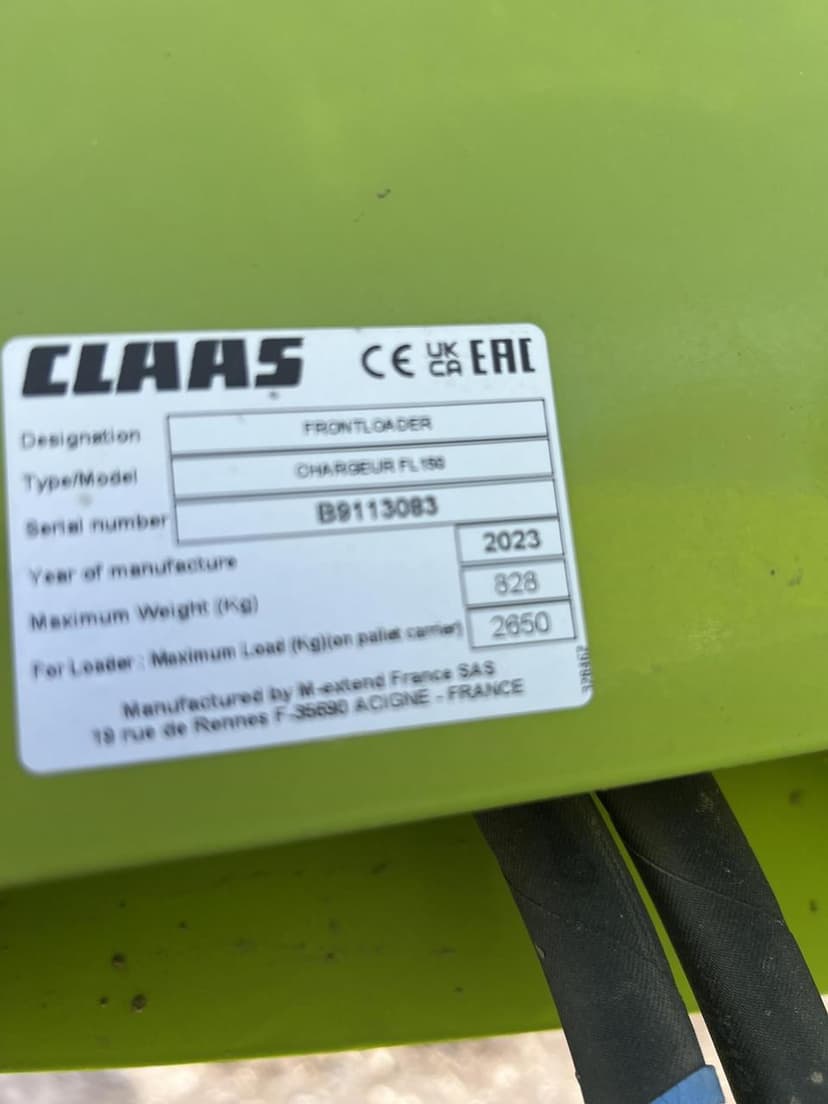 CLAAS CE UK CA EAC
Designation FRONTLOADER
Type/Model CHARGEUR FL
Serial number B9113083
Year of manufacture 2023
Maximum Weight (Kg) 828
For Loader : Maximum Load (Kg)(on pallet carrier) 2650
Manufactured by M-extend France SAS
19 rue de Rennes F-35690 ACIGNE - FRANCE